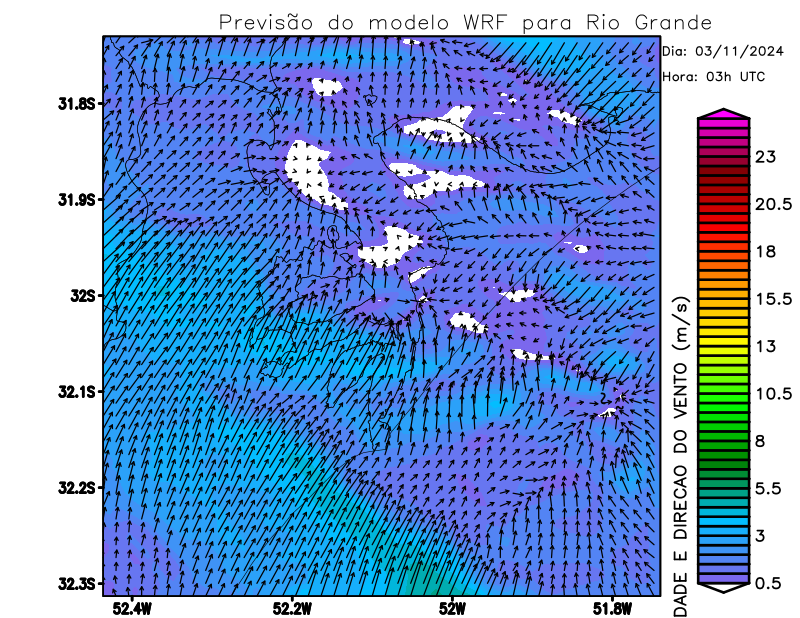 Previsão do modelo WRF para Rio Grande
Dia: 03/11/2024
Hora: 03h UTC
31.8S
31.9S
32S
32.1S
32.2S
32.3S
52.4W
52.2W
52W
51.8W
23
20.5
18
15.5
13
10.5
8
5.5
3
0.5
DADE E DIRECAO DO VENTO (m/s)